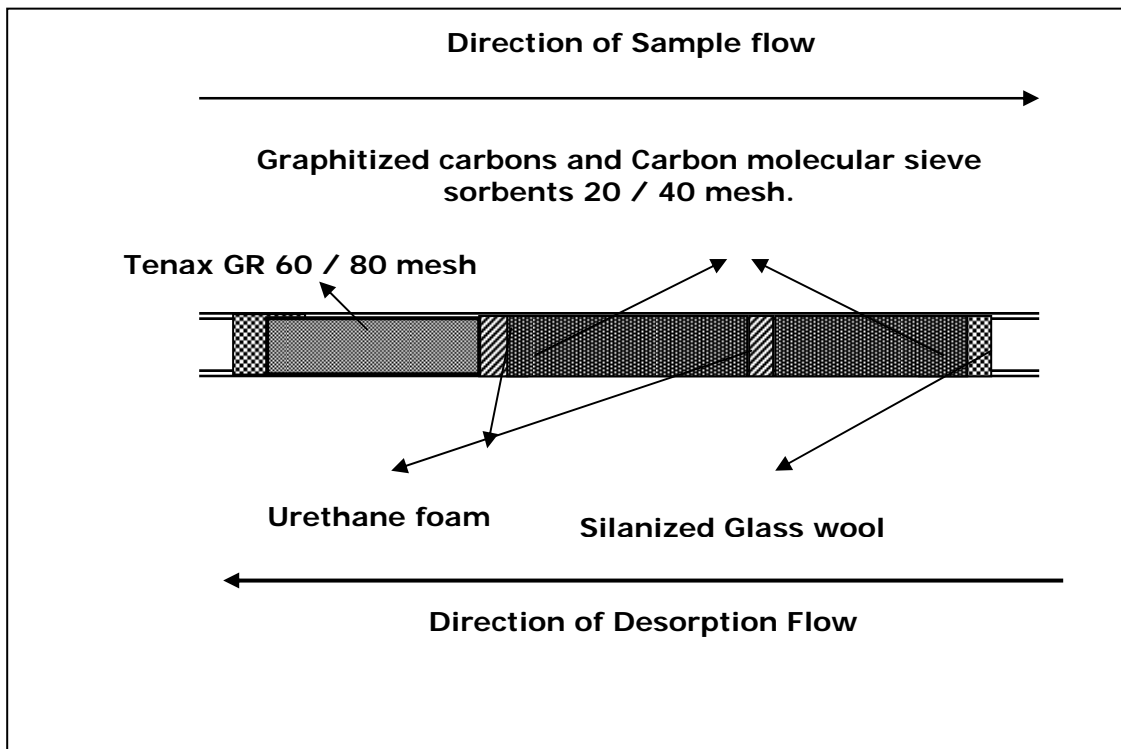 Direction of Sample flow
Graphitized carbons and Carbon molecular sieve
sorbents 20 / 40 mesh.
Tenax GR 60 / 80 mesh
Urethane foam
Silanized Glass wool
Direction of Desorption Flow